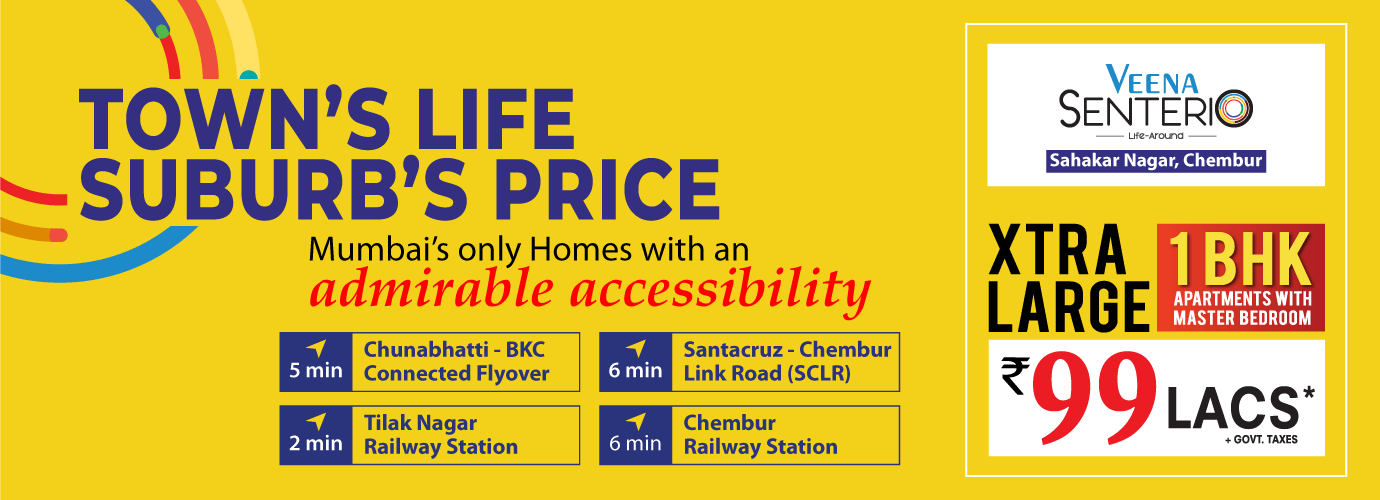 TOWN'S LIFE
SUBURB'S PRICE
Mumbai's only Homes with an
admirable accessibility
5 min
Chunabhatti - BKC
Connected Flyover
6 min
Santacruz - Chembur
Link Road (SCLR)
2 min
Tilak Nagar
Railway Station
6 min
Chembur
Railway Station
VEENA
SENTERIO
Life-Around
Sahakar Nagar, Chembur
XTRA
LARGE
1 BHK
APARTMENTS WITH
MASTER BEDROOM
₹99 LACS*
+ GOVT. TAXES